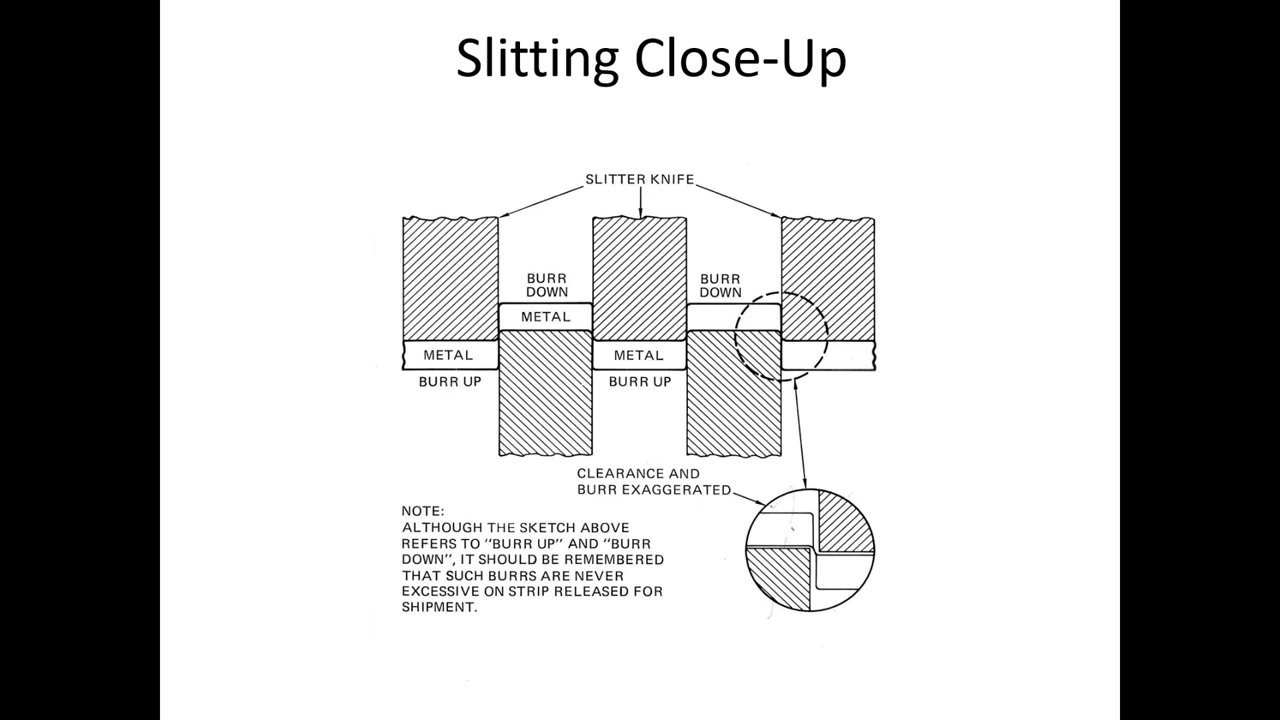 Slitting Close-Up
SLITTER KNIFE
BURR
DOWN
BURR
DOWN
METAL
METAL
METAL
BURR UP
BURR UP
CLEARANCE AND
BURR EXAGGERATED
NOTE:
ALTHOUGH THE SKETCH ABOVE
REFERS TO "BURR UP" AND "BURR
DOWN", IT SHOULD BE REMEMBERED
THAT SUCH BURRS ARE NEVER
EXCESSIVE ON STRIP RELEASED FOR
SHIPMENT.